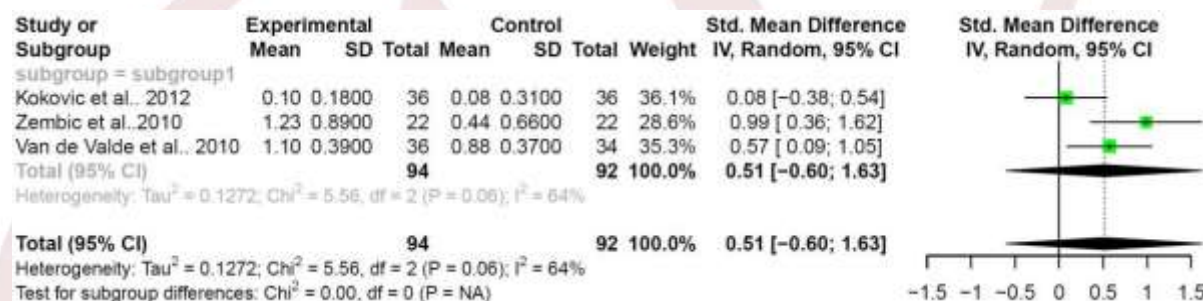 Study or Experimental Control Std. Mean Difference Std. Mean Difference
Subgroup Mean SD Total Mean SD Total Weight IV, Random, 95% CI IV, Random, 95% CI
subgroup = subgroup1
Kokovic et al.. 2012 0.10 0.1800 36 0.08 0.3100 36 36.1% 0.08 [−0.38; 0.54]
Zembic et al..2010 1.23 0.8900 22 0.44 0.6600 22 28.6% 0.99 [ 0.36; 1.62]
Van de Valde et al.. 2010 1.10 0.3900 36 0.88 0.3700 34 35.3% 0.57 [ 0.09; 1.05]
Total (95% CI) 94 92 100.0% 0.51 [−0.60; 1.63]
Heterogeneity: Tau² = 0.1272; Chi² = 5.56, df = 2 (P = 0.06); I² = 64%
Total (95% CI) 94 92 100.0% 0.51 [−0.60; 1.63]
Heterogeneity: Tau² = 0.1272; Chi² = 5.56, df = 2 (P = 0.06); I² = 64%
Test for subgroup differences: Chi² = 0.00, df = 0 (P = NA)
−1.5 −1 −0.5 0 0.5 1 1.5